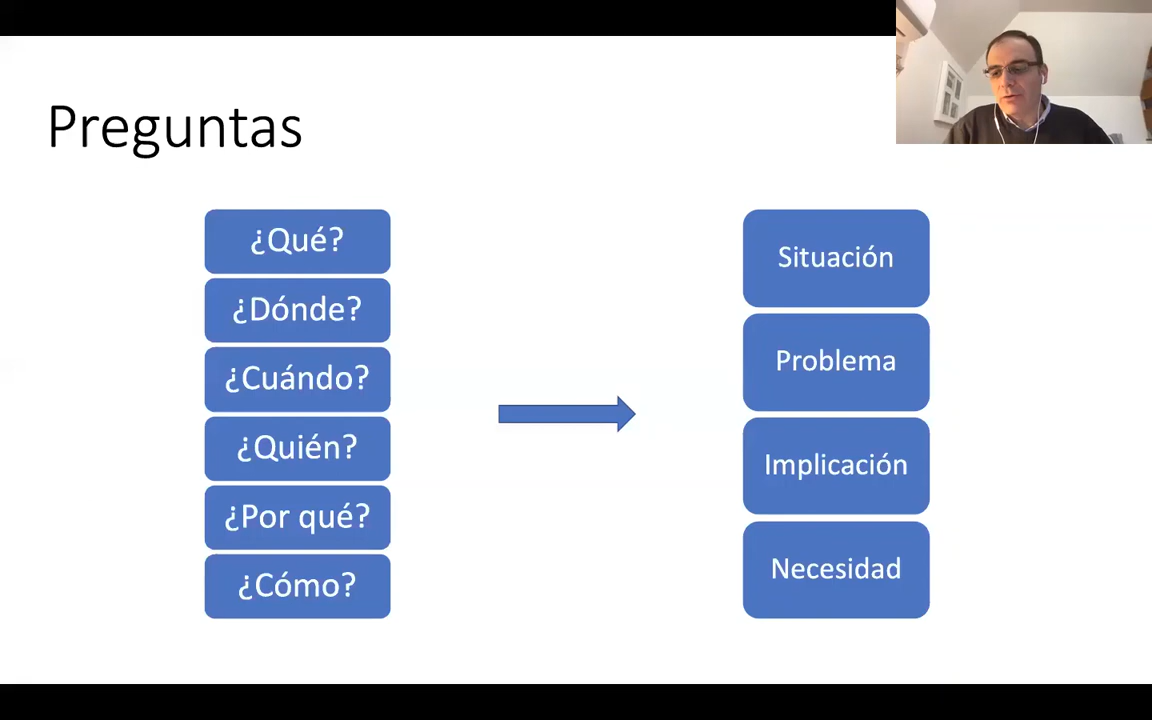 Preguntas
¿Qué?
¿Dónde?
¿Cuándo?
¿Quién?
¿Por qué?
¿Cómo?
Situación
Problema
Implicación
Necesidad